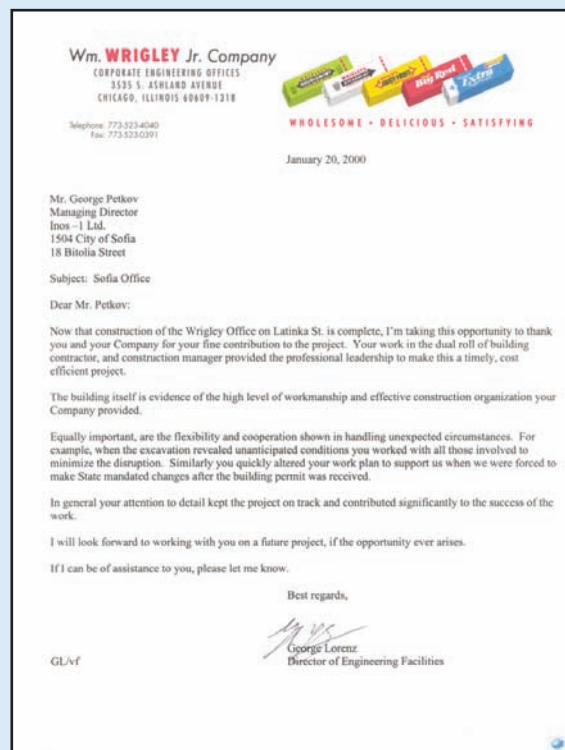 Wm. WRIGLEY Jr. Company
CORPORATE ENGINEERING OFFICES
3535 S. ASHLAND AVENUE
CHICAGO, ILLINOIS 60609-1318
Telephone: 773-523-4040
Fax: 773-523-0391
Big Red
Extra
WHOLESOME • DELICIOUS • SATISFYING
January 20, 2000
Mr. George Petkov
Managing Director
Inos –1 Ltd.
1504 City of Sofia
18 Bitolia Street
Subject: Sofia Office
Dear Mr. Petkov:
Now that construction of the Wrigley Office on Latinka St. is complete, I'm taking this opportunity to thank
you and your Company for your fine contribution to the project. Your work in the dual roll of building
contractor, and construction manager provided the professional leadership to make this a timely, cost
efficient project.
The building itself is evidence of the high level of workmanship and effective construction organization your
Company provided.
Equally important, are the flexibility and cooperation shown in handling unexpected circumstances. For
example, when the excavation revealed unanticipated conditions you worked with all those involved to
minimize the disruption. Similarly you quickly altered your work plan to support us when we were forced to
make State mandated changes after the building permit was received.
In general your attention to detail kept the project on track and contributed significantly to the success of the
work.
I will look forward to working with you on a future project, if the opportunity ever arises.
If I can be of assistance to you, please let me know.
Best regards,
George Lorenz
GL/vf Director of Engineering Facilities